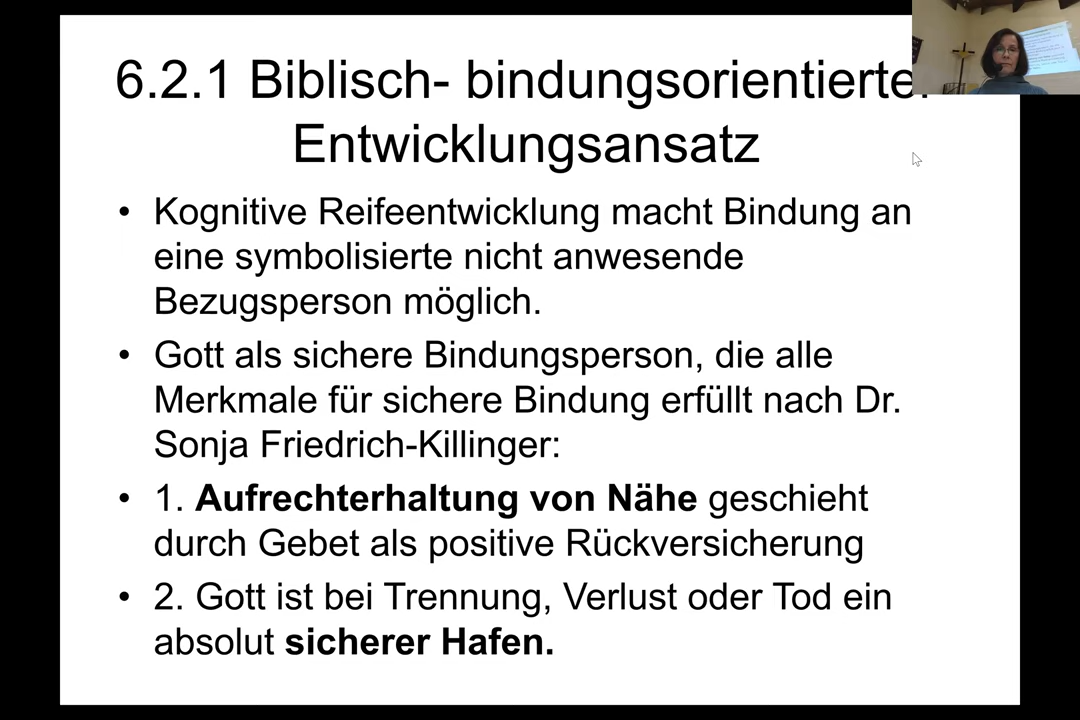 6.2.1 Biblisch- bindungsorientierter
Entwicklungsansatz
• Kognitive Reifeentwicklung macht Bindung an
eine symbolisierte nicht anwesende
Bezugsperson möglich.
• Gott als sichere Bindungsperson, die alle
Merkmale für sichere Bindung erfüllt nach Dr.
Sonja Friedrich-Killinger:
• 1. Aufrechterhaltung von Nähe geschieht
durch Gebet als positive Rückversicherung
• 2. Gott ist bei Trennung, Verlust oder Tod ein
absolut sicherer Hafen.